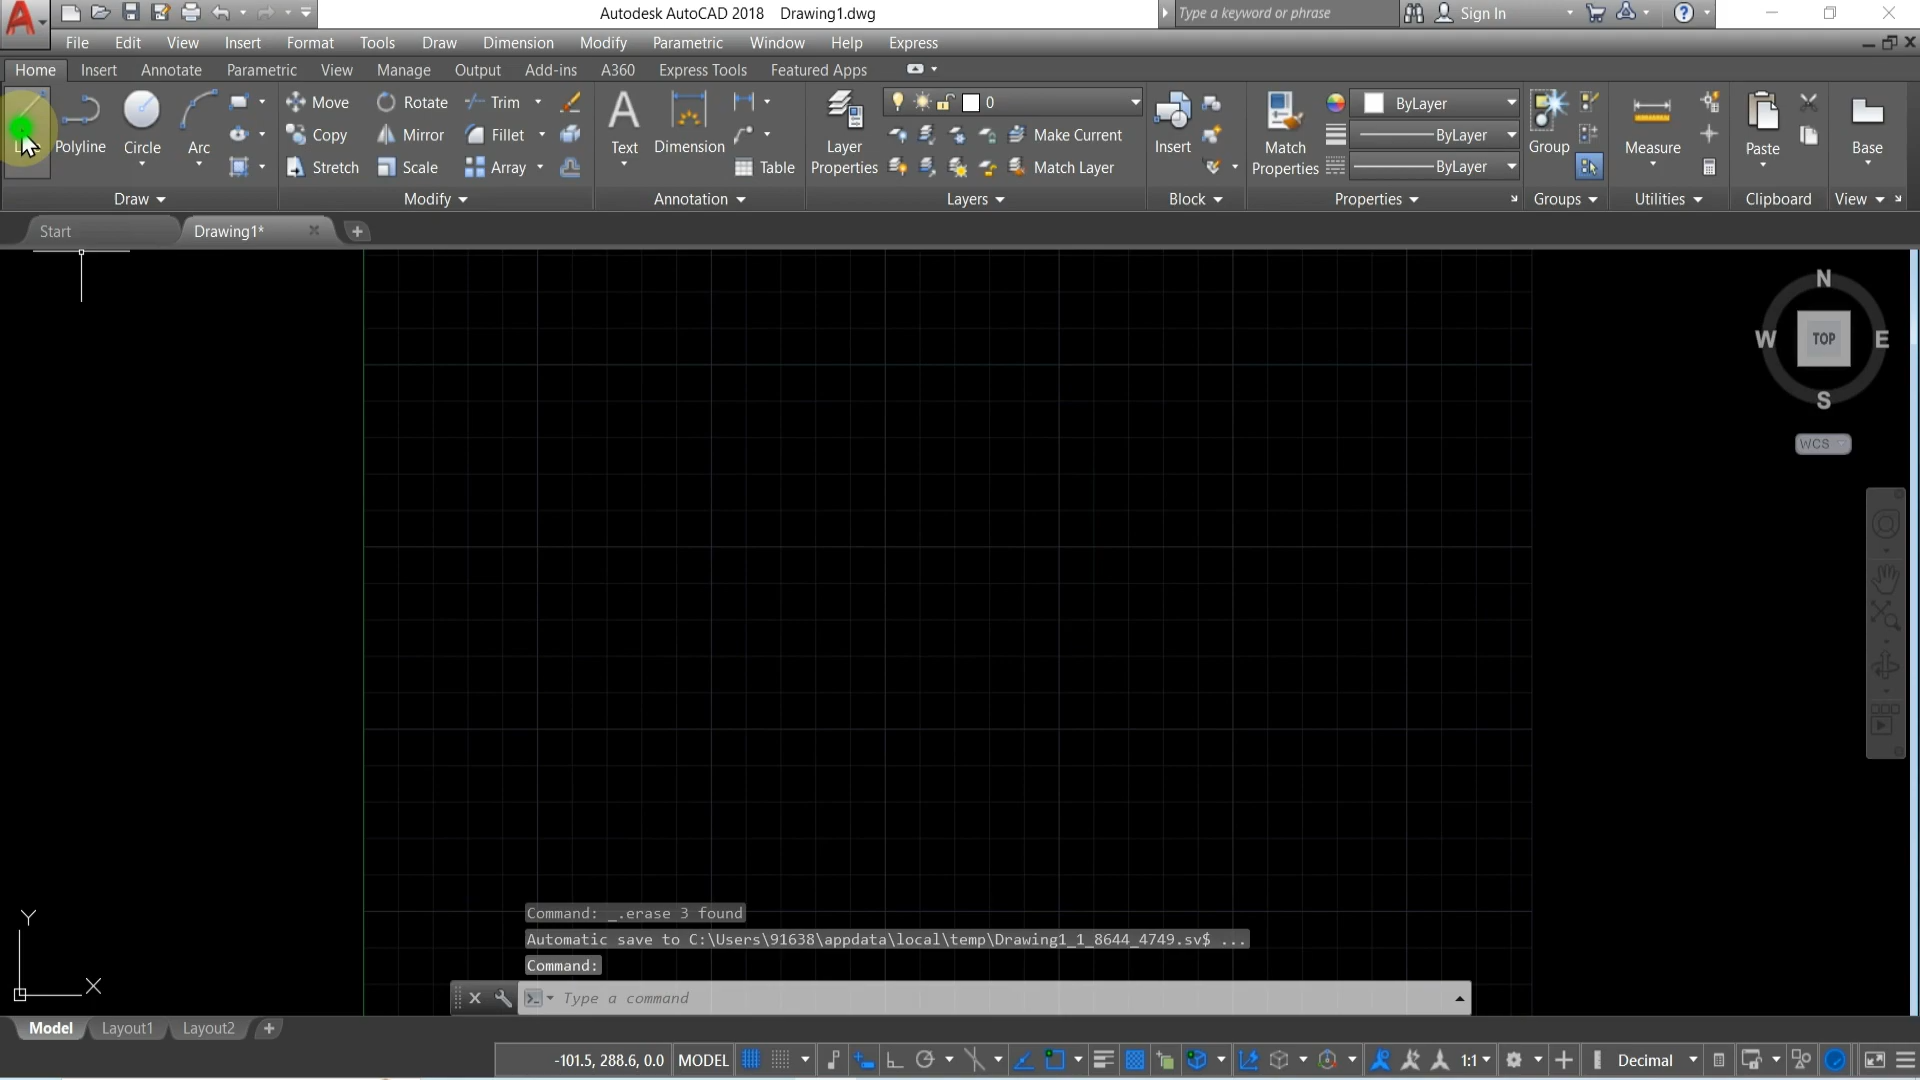 Autodesk AutoCAD 2018 Drawing1.dwg
Type a keyword or phrase
Sign In
File Edit View Insert Format Tools Draw Dimension Modify Parametric Window Help Express
Home Insert Annotate Parametric View Manage Output Add-ins A360 Express Tools Featured Apps
Move Rotate Trim 0 ByLayer
Polyline Circle Arc Copy Mirror Fillet Text Dimension Make Current Insert ByLayer Group Measure Paste Base
Layer Properties Match Properties
Stretch Scale Array Table Match Layer ByLayer
Draw Modify Annotation Layers Block Properties Groups Utilities Clipboard View
Start Drawing1*
N
W TOP E
S
WCS
Command: _.erase 3 found
Automatic save to C:\Users\91638\appdata\local\temp\Drawing1_1_8644_4749.sv$ ...
Command:
Y
X
Type a command
Model Layout1 Layout2
-101.5, 288.6, 0.0 MODEL 1:1 Decimal